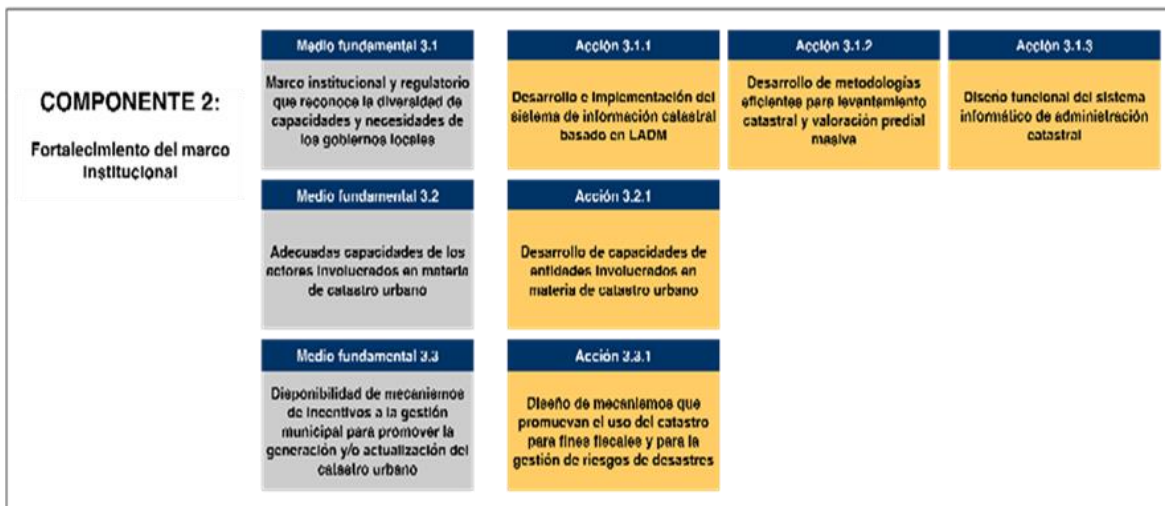 COMPONENTE 2:
Fortalecimiento del marco
institucional
Medio fundamental 3.1
Marco institucional y regulatorio
que reconoce la diversidad de
capacidades y necesidades de
los gobiernos locales
Acción 3.1.1
Desarrollo e implementación del
sistema de información catastral
basado en LADM
Acción 3.1.2
Desarrollo de metodologías
eficientes para levantamiento
catastral y valoración predial
masiva
Acción 3.1.3
Diseño funcional del sistema
informático de administración
catastral
Medio fundamental 3.2
Adecuadas capacidades de los
actores involucrados en materia
de catastro urbano
Acción 3.2.1
Desarrollo de capacidades de
entidades involucrados en
materia de catastro urbano
Medio fundamental 3.3
Disponibilidad de mecanismos
de incentivos a la gestión
municipal para promover la
generación y/o actualización del
catastro urbano
Acción 3.3.1
Diseño de mecanismos que
promuevan el uso del catastro
para fines fiscales y para la
gestión de riesgos de desastres